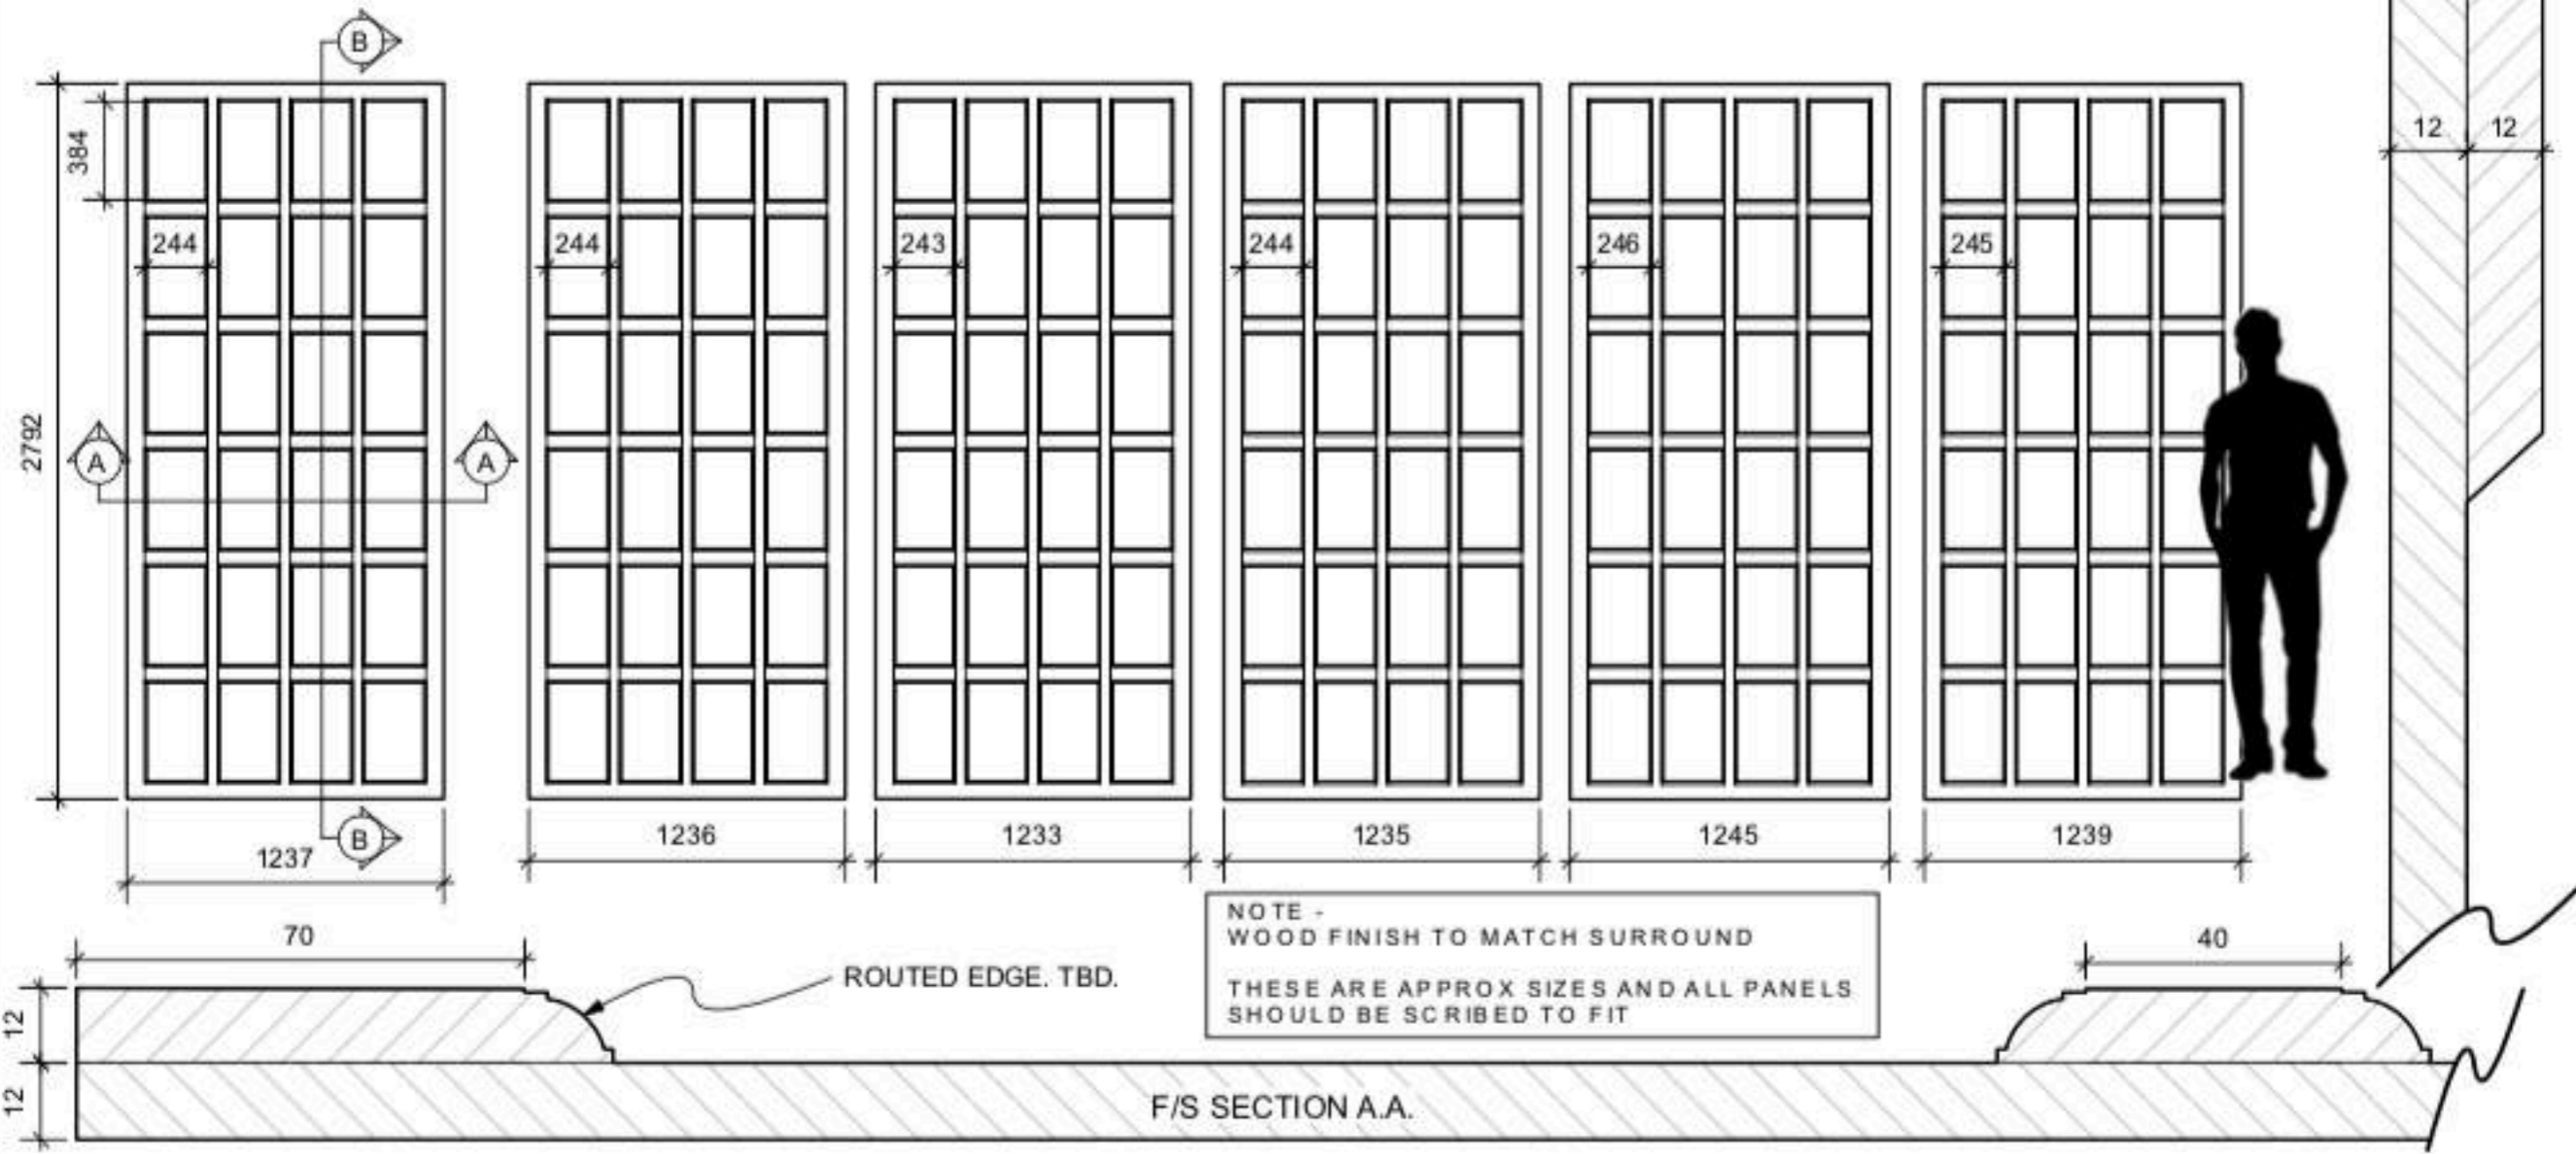 B
12 12
384
244 244 243 244 246 245
2792
A A
B
1237 1236 1233 1235 1245 1239
NOTE -
WOOD FINISH TO MATCH SURROUND
THESE ARE APPROX SIZES AND ALL PANELS
SHOULD BE SCRIBED TO FIT
70
ROUTED EDGE. TBD.
40
12
12
F/S SECTION A.A.